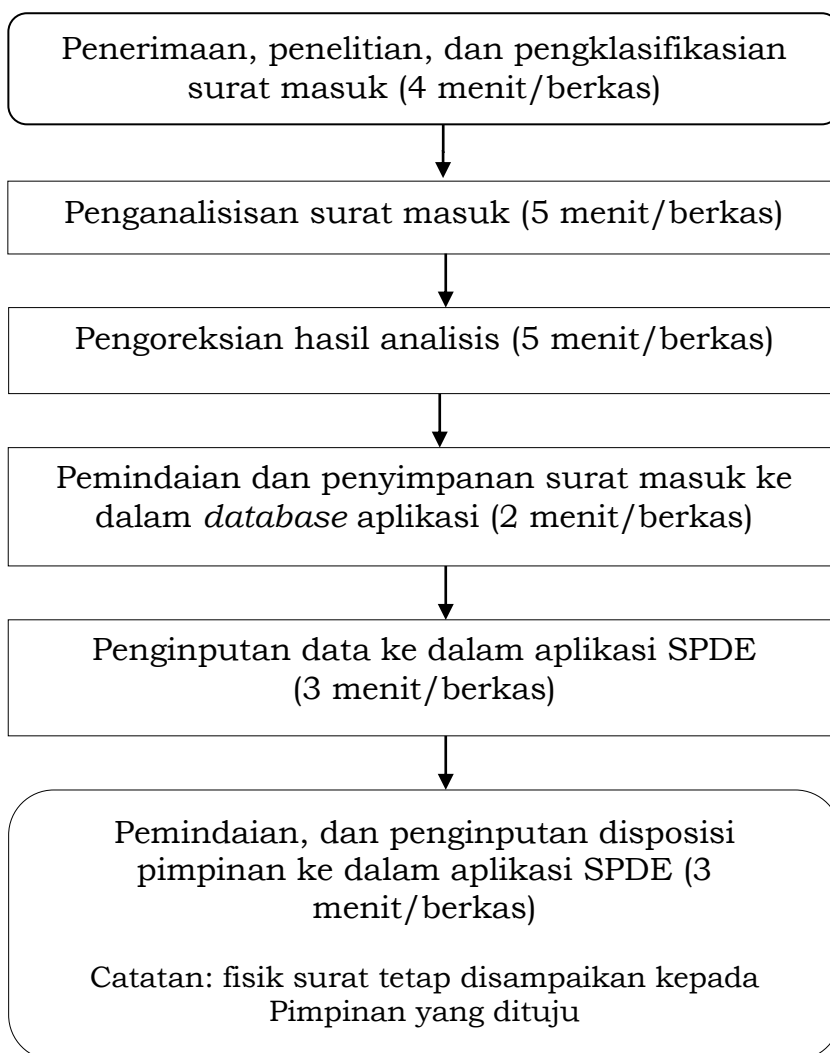 Penerimaan, penelitian, dan pengklasifikasian
surat masuk (4 menit/berkas)
Penganalisisan surat masuk (5 menit/berkas)
Pengoreksian hasil analisis (5 menit/berkas)
Pemindaian dan penyimpanan surat masuk ke
dalam database aplikasi (2 menit/berkas)
Penginputan data ke dalam aplikasi SPDE
(3 menit/berkas)
Pemindaian, dan penginputan disposisi
pimpinan ke dalam aplikasi SPDE (3
menit/berkas)
Catatan: fisik surat tetap disampaikan kepada
Pimpinan yang dituju